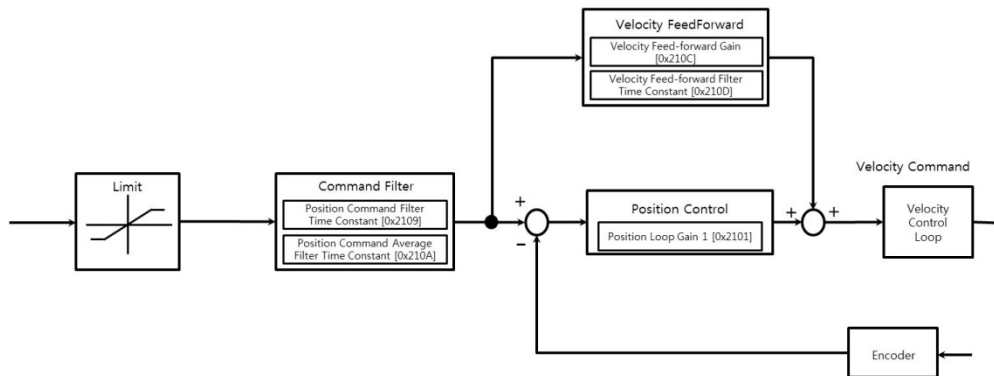 Velocity FeedForward
Velocity Feed-forward Gain
[0x210C]
Velocity Feed-forward Filter
Time Constant [0x210D]
Velocity Command
Limit
Command Filter
Position Command Filter
Time Constant [0x2109]
Position Command Average
Filter Time Constant [0x210A]
+
−
Position Control
Position Loop Gain 1 [0x2101]
+
+
Velocity
Control
Loop
Encoder